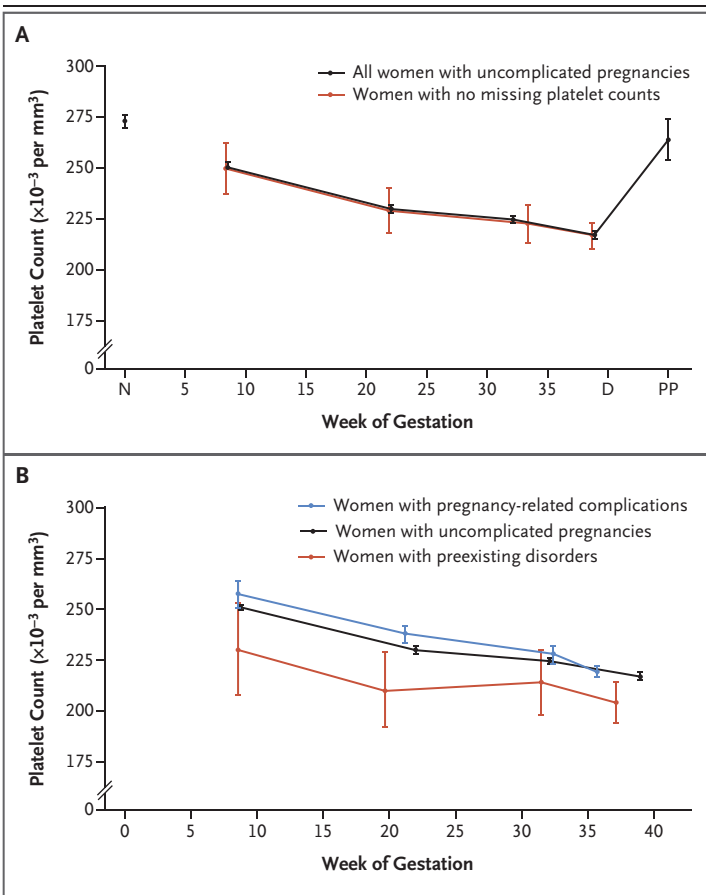 A
300
275
250
225
200
175
0
Platelet Count (×10⁻³ per mm³)
All women with uncomplicated pregnancies
Women with no missing platelet counts
N 5 10 15 20 25 30 35 D PP
Week of Gestation
B
300
275
250
225
200
175
0
Platelet Count (×10⁻³ per mm³)
Women with pregnancy-related complications
Women with uncomplicated pregnancies
Women with preexisting disorders
0 5 10 15 20 25 30 35 40
Week of Gestation